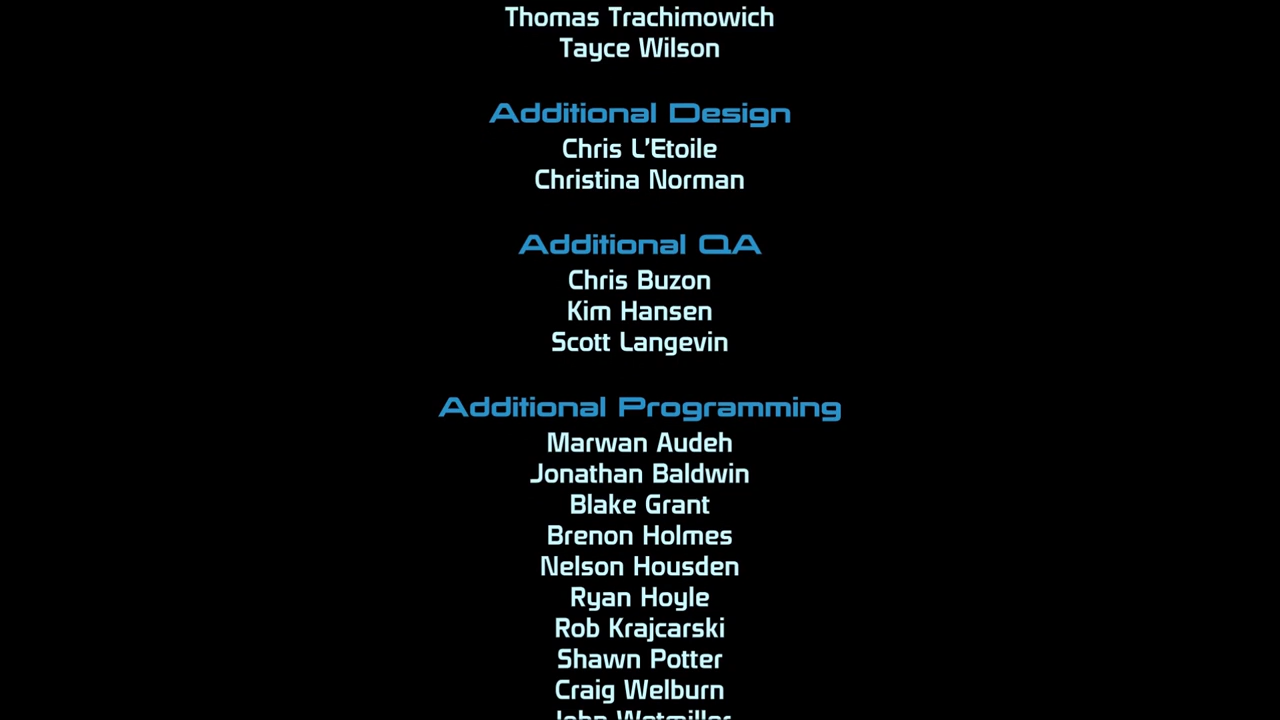 Thomas Trachimowich
Tayce Wilson
Additional Design
Chris L'Etoile
Christina Norman
Additional QA
Chris Buzon
Kim Hansen
Scott Langevin
Additional Programming
Marwan Audeh
Jonathan Baldwin
Blake Grant
Brenon Holmes
Nelson Housden
Ryan Hoyle
Rob Krajcarski
Shawn Potter
Craig Welburn
John